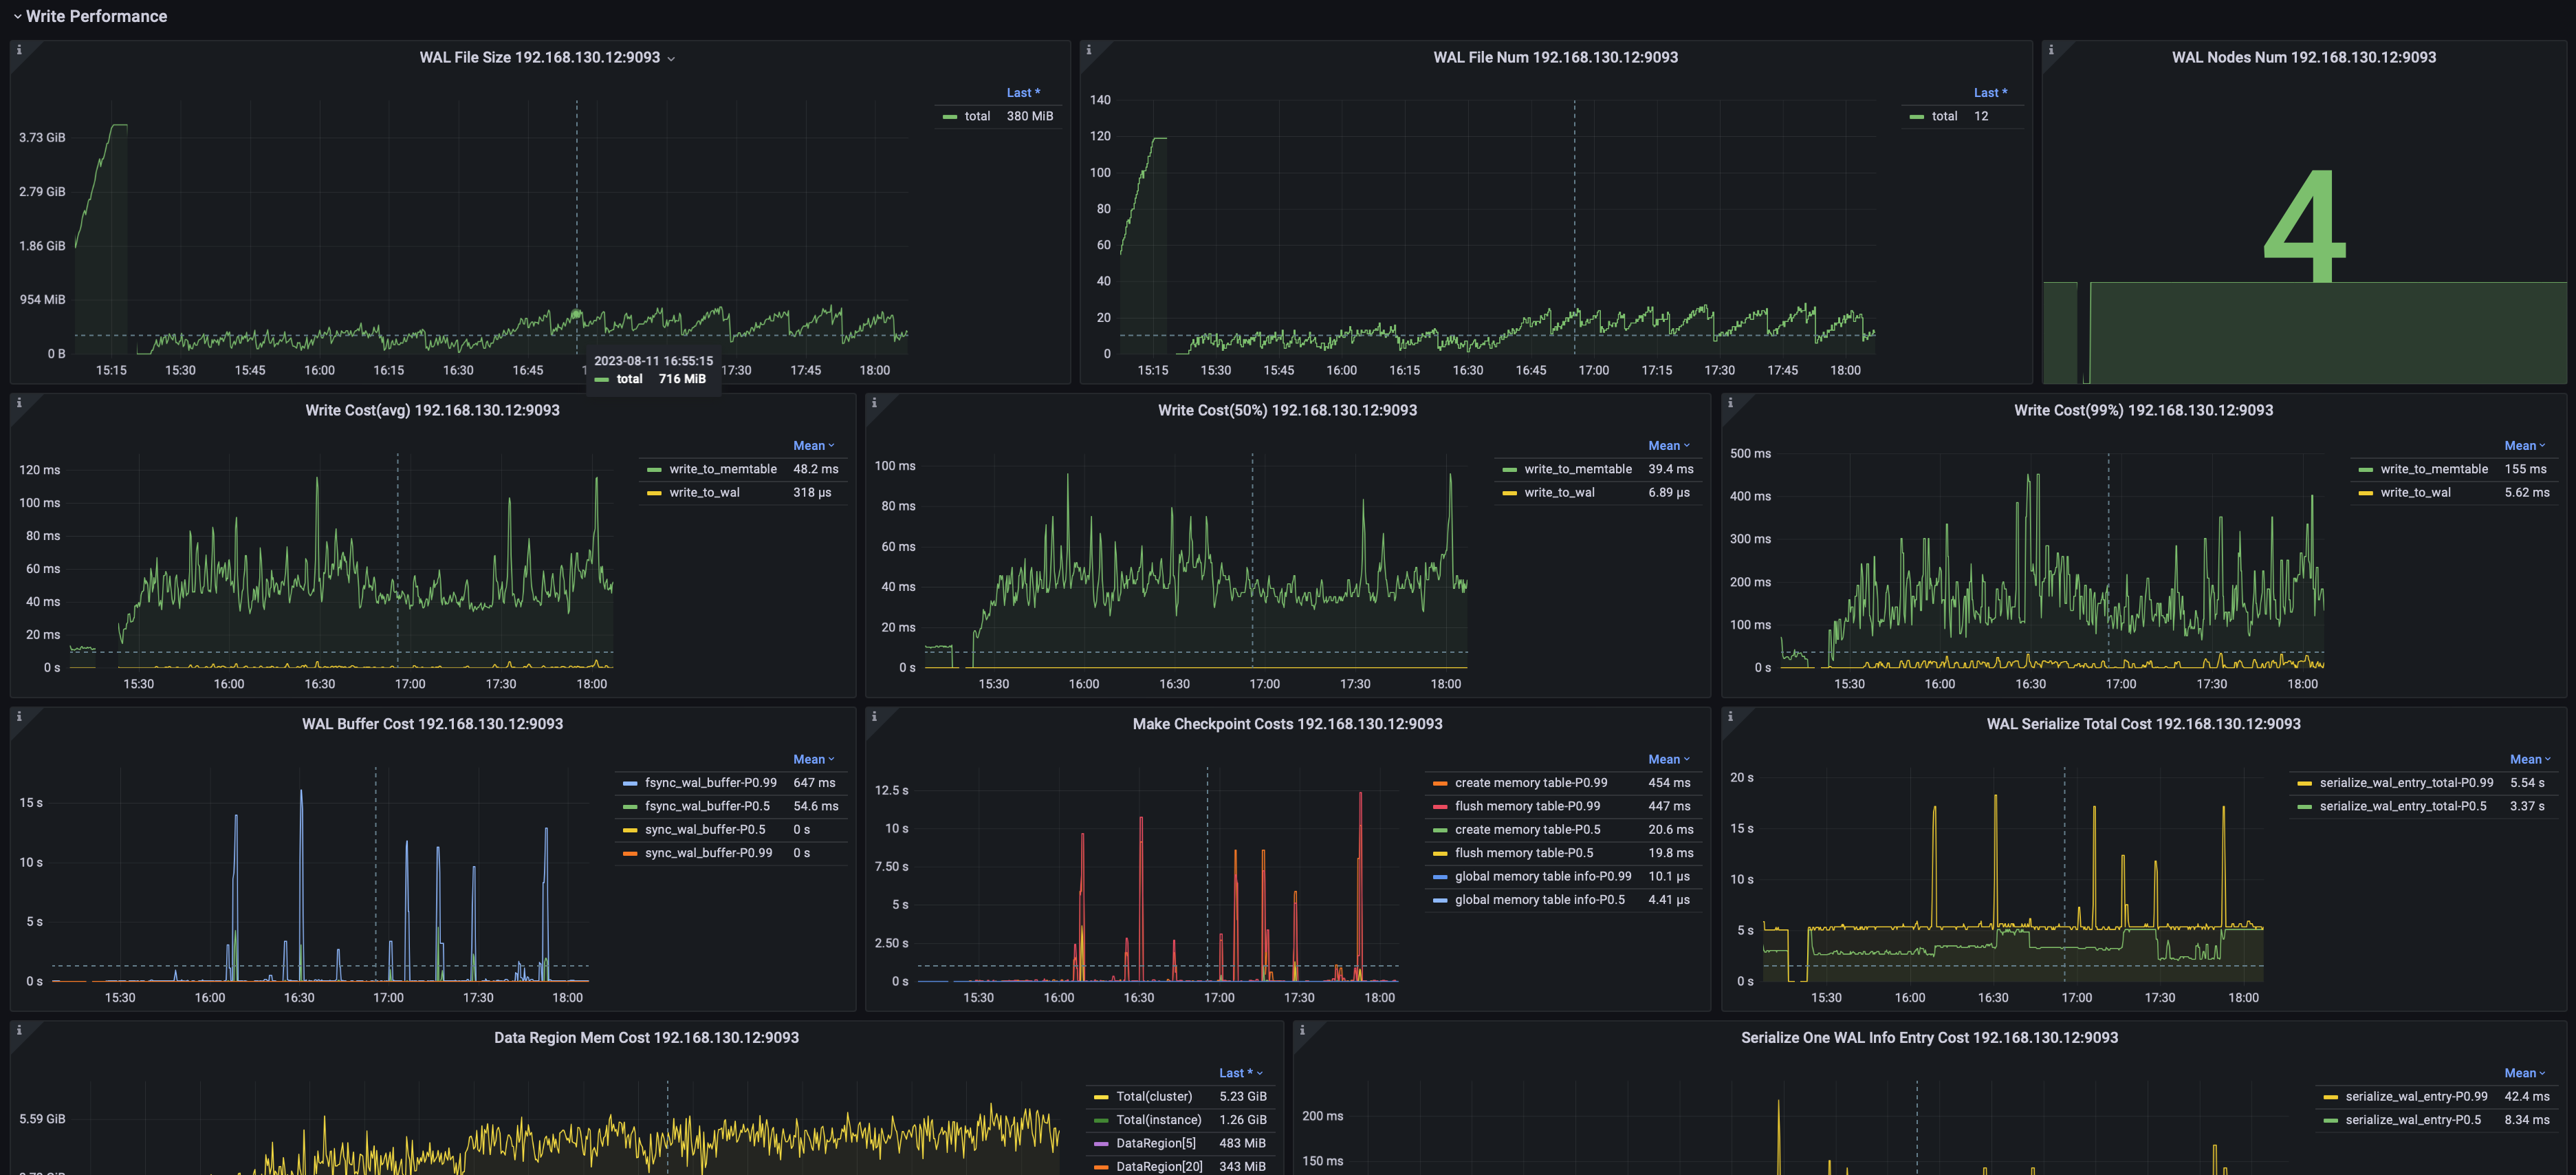 Write Performance
WAL File Size 192.168.130.12:9093
Last *
total 380 MiB
3.73 GiB
2.79 GiB
1.86 GiB
954 MiB
0 B
15:15 15:30 15:45 16:00 16:15 16:30 16:45 17:30 17:45 18:00
2023-08-11 16:55:15
total 716 MiB
WAL File Num 192.168.130.12:9093
Last *
total 12
140
120
100
80
60
40
20
0
15:15 15:30 15:45 16:00 16:15 16:30 16:45 17:00 17:15 17:30 17:45 18:00
WAL Nodes Num 192.168.130.12:9093
4
Write Cost(avg) 192.168.130.12:9093
Mean
write_to_memtable 48.2 ms
write_to_wal 318 µs
120 ms
100 ms
80 ms
60 ms
40 ms
20 ms
0 s
15:30 16:00 16:30 17:00 17:30 18:00
Write Cost(50%) 192.168.130.12:9093
Mean
write_to_memtable 39.4 ms
write_to_wal 6.89 µs
100 ms
80 ms
60 ms
40 ms
20 ms
0 s
15:30 16:00 16:30 17:00 17:30 18:00
Write Cost(99%) 192.168.130.12:9093
Mean
write_to_memtable 155 ms
write_to_wal 5.62 ms
500 ms
400 ms
300 ms
200 ms
100 ms
0 s
15:30 16:00 16:30 17:00 17:30 18:00
WAL Buffer Cost 192.168.130.12:9093
Mean
fsync_wal_buffer-P0.99 647 ms
fsync_wal_buffer-P0.5 54.6 ms
sync_wal_buffer-P0.5 0 s
sync_wal_buffer-P0.99 0 s
15 s
10 s
5 s
0 s
15:30 16:00 16:30 17:00 17:30 18:00
Make Checkpoint Costs 192.168.130.12:9093
Mean
create memory table-P0.99 454 ms
flush memory table-P0.99 447 ms
create memory table-P0.5 20.6 ms
flush memory table-P0.5 19.8 ms
global memory table info-P0.99 10.1 µs
global memory table info-P0.5 4.41 µs
12.5 s
10 s
7.50 s
5 s
2.50 s
0 s
15:30 16:00 16:30 17:00 17:30 18:00
WAL Serialize Total Cost 192.168.130.12:9093
Mean
serialize_wal_entry_total-P0.99 5.54 s
serialize_wal_entry_total-P0.5 3.37 s
20 s
15 s
10 s
5 s
0 s
15:30 16:00 16:30 17:00 17:30 18:00
Data Region Mem Cost 192.168.130.12:9093
Last *
Total(cluster) 5.23 GiB
Total(instance) 1.26 GiB
DataRegion[5] 483 MiB
DataRegion[20] 343 MiB
5.59 GiB
Serialize One WAL Info Entry Cost 192.168.130.12:9093
Mean
serialize_wal_entry-P0.99 42.4 ms
serialize_wal_entry-P0.5 8.34 ms
200 ms
150 ms